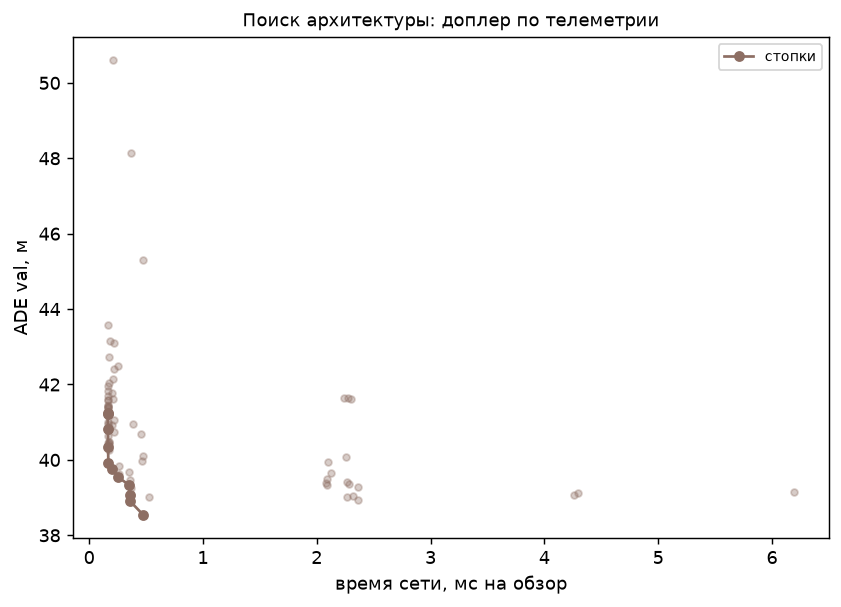 Поиск архитектуры: доплер по телеметрии
стопки
50
48
46
44
42
40
38
ADE val, м
0 1 2 3 4 5 6
время сети, мс на обзор